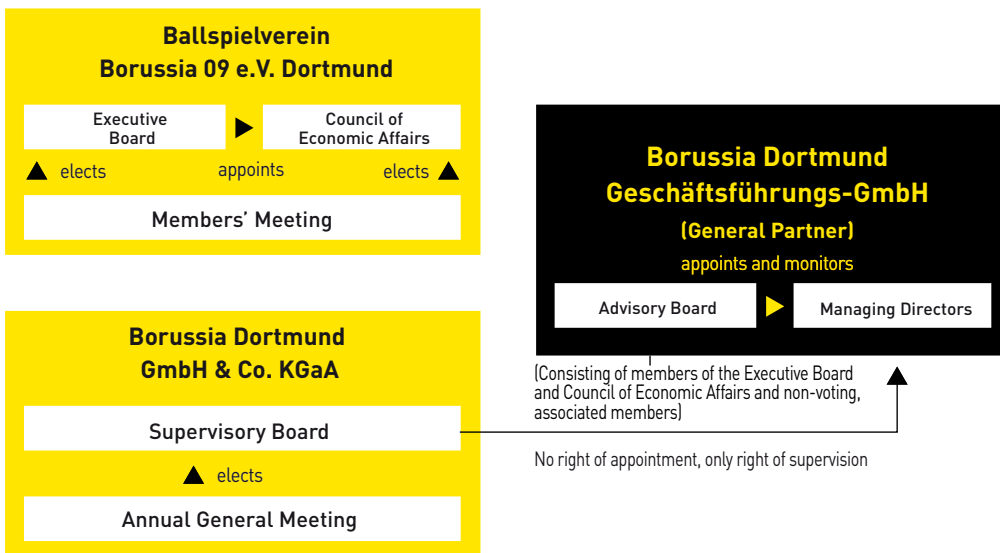 Ballspielverein
Borussia 09 e.V. Dortmund
Executive
Board
Council of
Economic Affairs
elects
appoints
elects
Members’ Meeting
Borussia Dortmund
Geschäftsführungs-GmbH
(General Partner)
appoints and monitors
Advisory Board
Managing Directors
(Consisting of members of the Executive Board
and Council of Economic Affairs and non-voting,
associated members)
No right of appointment, only right of supervision
Borussia Dortmund
GmbH & Co. KGaA
Supervisory Board
elects
Annual General Meeting